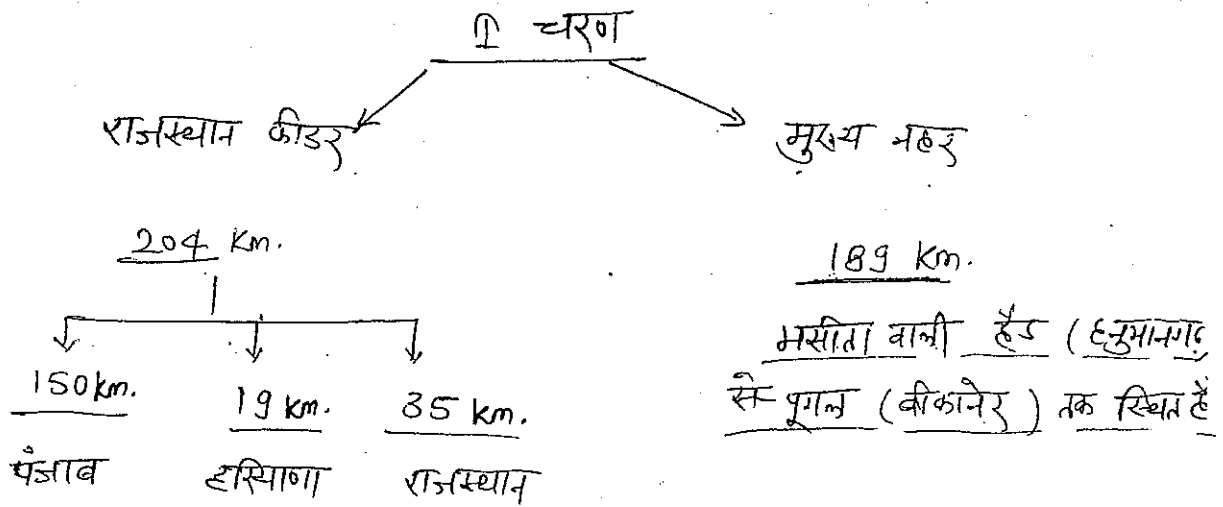 I चरण
राजस्थान फीडर
मुख्य नहर
204 Km.
189 Km.
150 km.
19 km.
35 km.
पंजाब
हरियाणा
राजस्थान
मसीता वाली हैड (हनुमानगढ़
से पूगल (बीकानेर) तक स्थित है